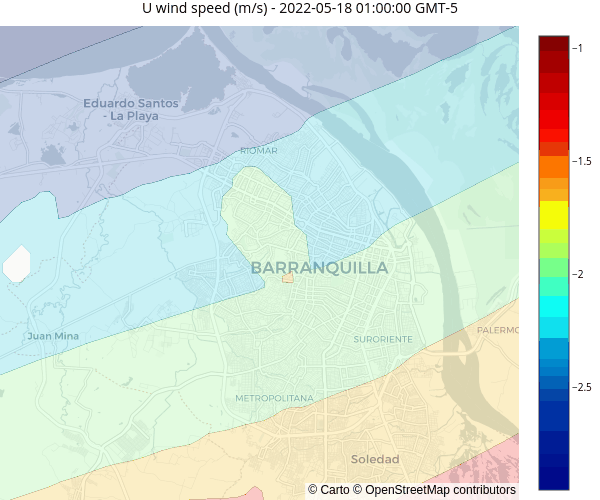 U wind speed (m/s) - 2022-05-18 01:00:00 GMT-5
−1
Eduardo Santos
- La Playa
RIOMAR
−1.5
BARRANQUILLA
−2
Juan Mina
SURORIENTE
PALERMO
−2.5
METROPOLITANA
Soledad
© Carto © OpenStreetMap contributors